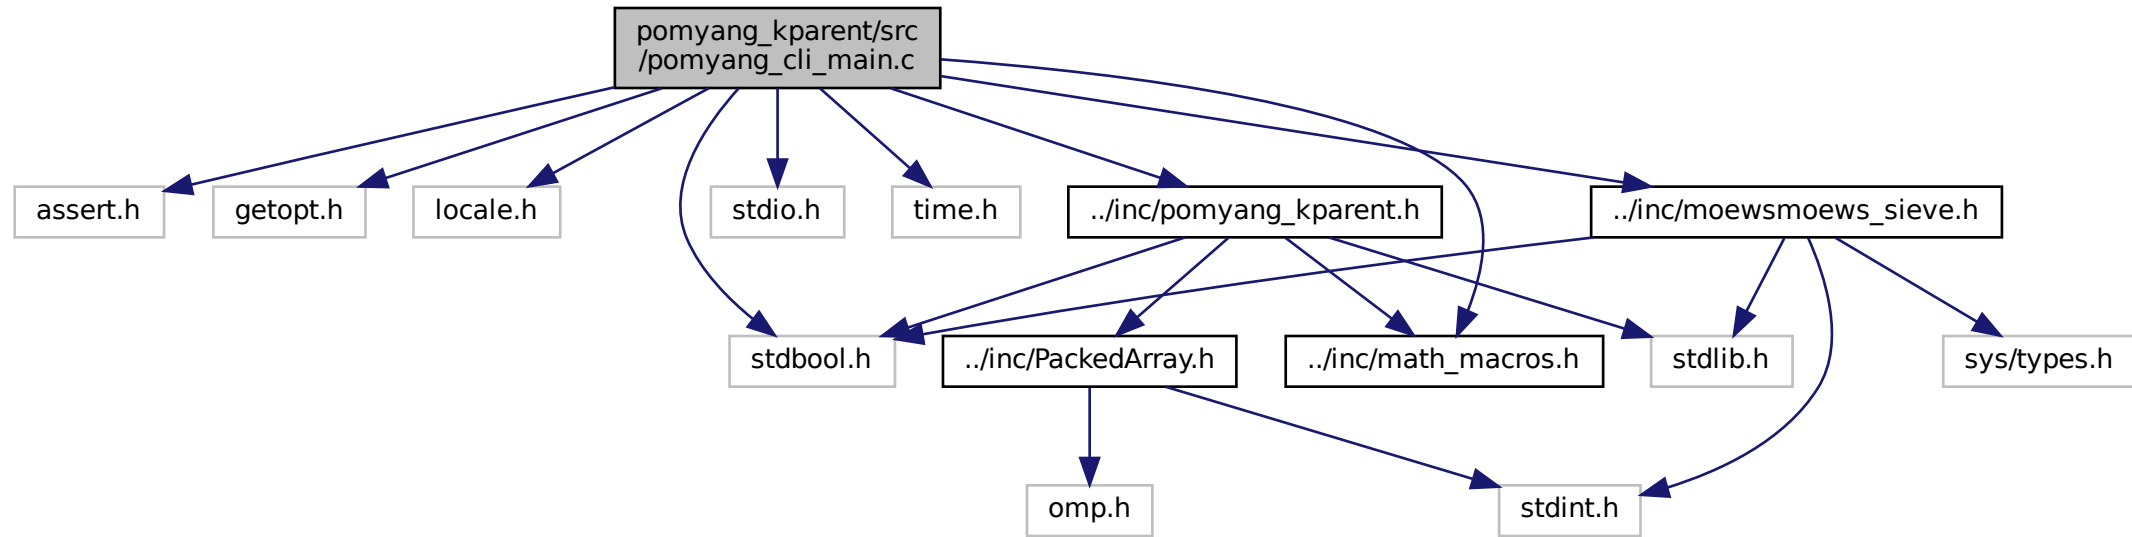 pomyang_kparent/src
/pomyang_cli_main.c
assert.h
getopt.h
locale.h
stdio.h
time.h
../inc/pomyang_kparent.h
../inc/moewsmoews_sieve.h
stdbool.h
../inc/PackedArray.h
../inc/math_macros.h
stdlib.h
sys/types.h
omp.h
stdint.h